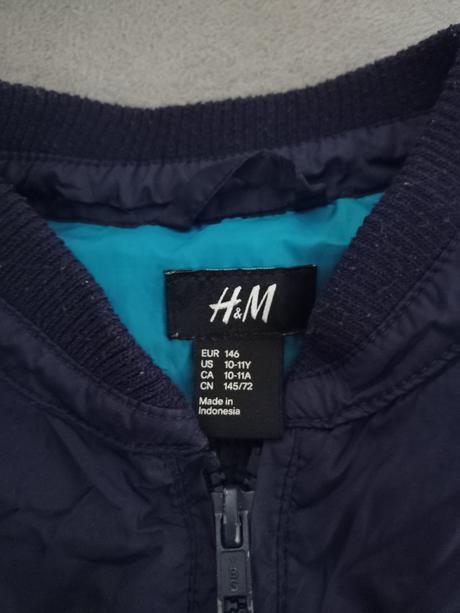 H&M
EUR 146
US 10-11Y
CA 10-11A
CN 145/72
Made in
Indonesia